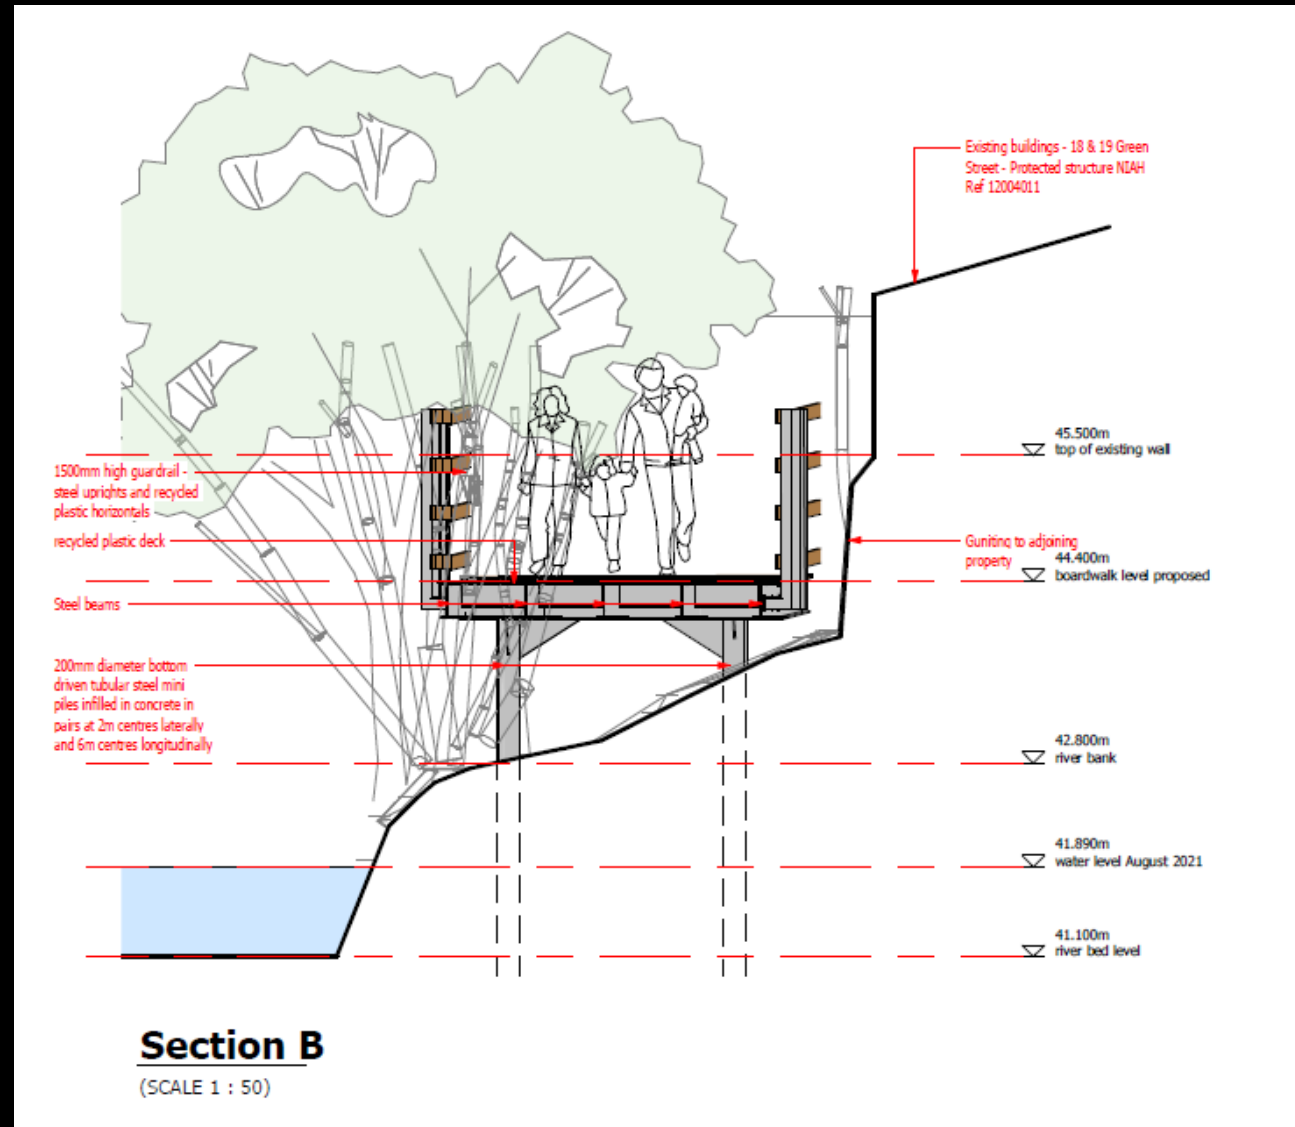 Existing buildings - 18 & 19 Green
Street - Protected structure NIAH
Ref 12004011
45.500m
top of existing wall
1500mm high guardrail -
steel uprights and recycled
plastic horizontals
recycled plastic deck
Guniting to adjoining
property
44.400m
boardwalk level proposed
Steel beams
200mm diameter bottom
driven tubular steel mini
piles infilled in concrete in
pairs at 2m centres laterally
and 6m centres longitudinally
42.800m
river bank
41.890m
water level August 2021
41.100m
river bed level
Section B
(SCALE 1 : 50)